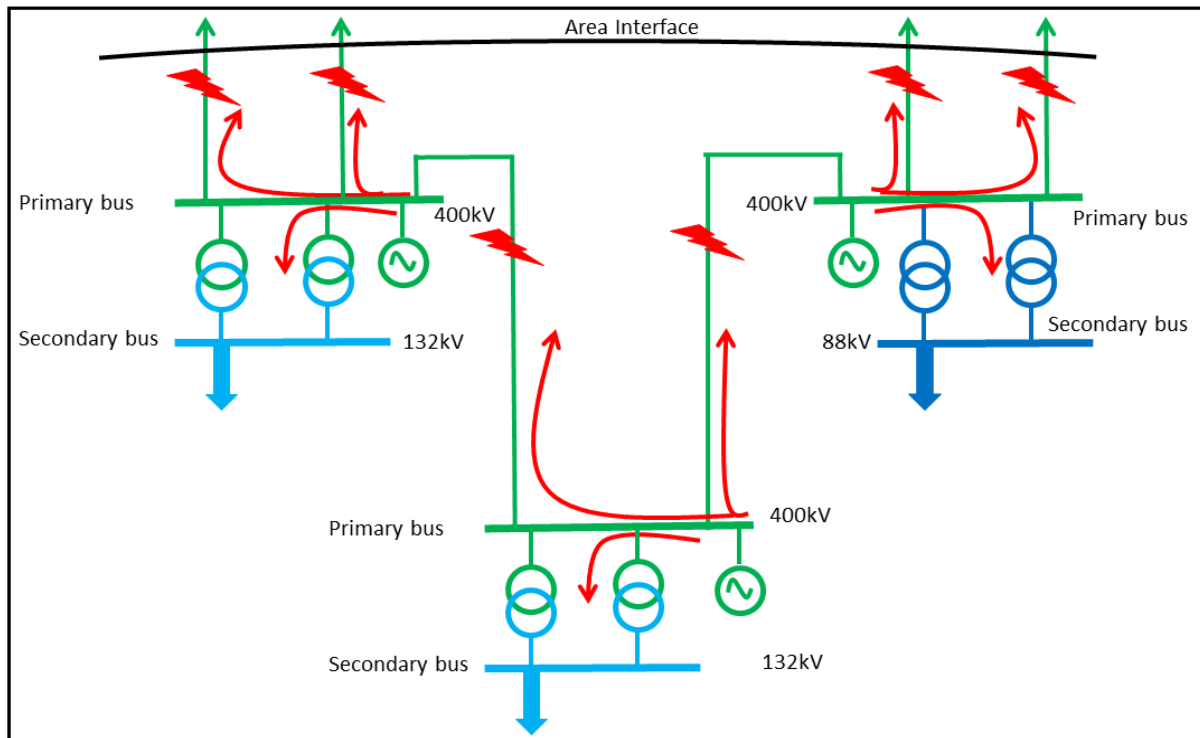 Area Interface
Primary bus
400kV
400kV
Primary bus
Secondary bus
132kV
88kV
Secondary bus
Primary bus
400kV
Secondary bus
132kV